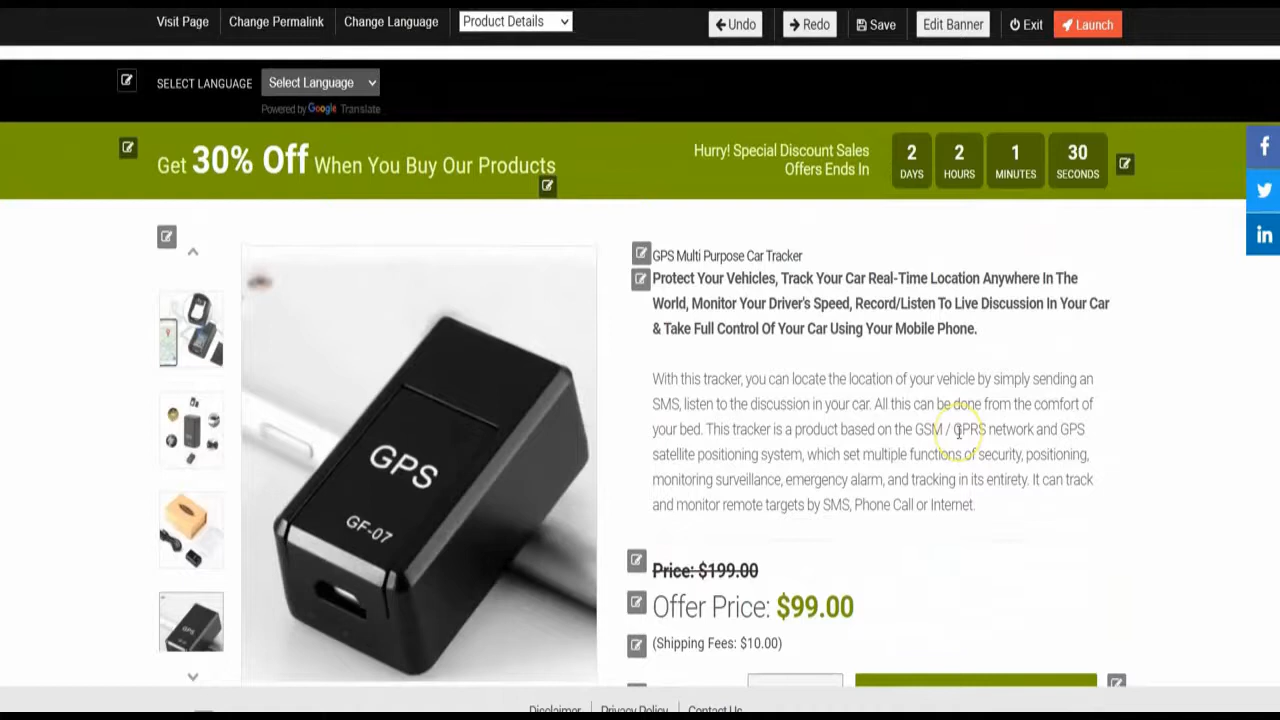 Visit Page Change Permalink Change Language Product Details Undo Redo Save Edit Banner Exit Launch
SELECT LANGUAGE Select Language
Powered by Google Translate
Get 30% Off When You Buy Our Products
Hurry! Special Discount Sales
Offers Ends In
2 2 1 30
DAYS HOURS MINUTES SECONDS
GPS
GF-07
GPS Multi Purpose Car Tracker
Protect Your Vehicles, Track Your Car Real-Time Location Anywhere In The
World, Monitor Your Driver's Speed, Record/Listen To Live Discussion In Your Car
& Take Full Control Of Your Car Using Your Mobile Phone.
With this tracker, you can locate the location of your vehicle by simply sending an
SMS, listen to the discussion in your car. All this can be done from the comfort of
your bed. This tracker is a product based on the GSM / GPRS network and GPS
satellite positioning system, which set multiple functions of security, positioning,
monitoring surveillance, emergency alarm, and tracking in its entirety. It can track
and monitor remote targets by SMS, Phone Call or Internet.
Price: $199.00
Offer Price: $99.00
(Shipping Fees: $10.00)
Disclaimer Privacy Policy Contact Us